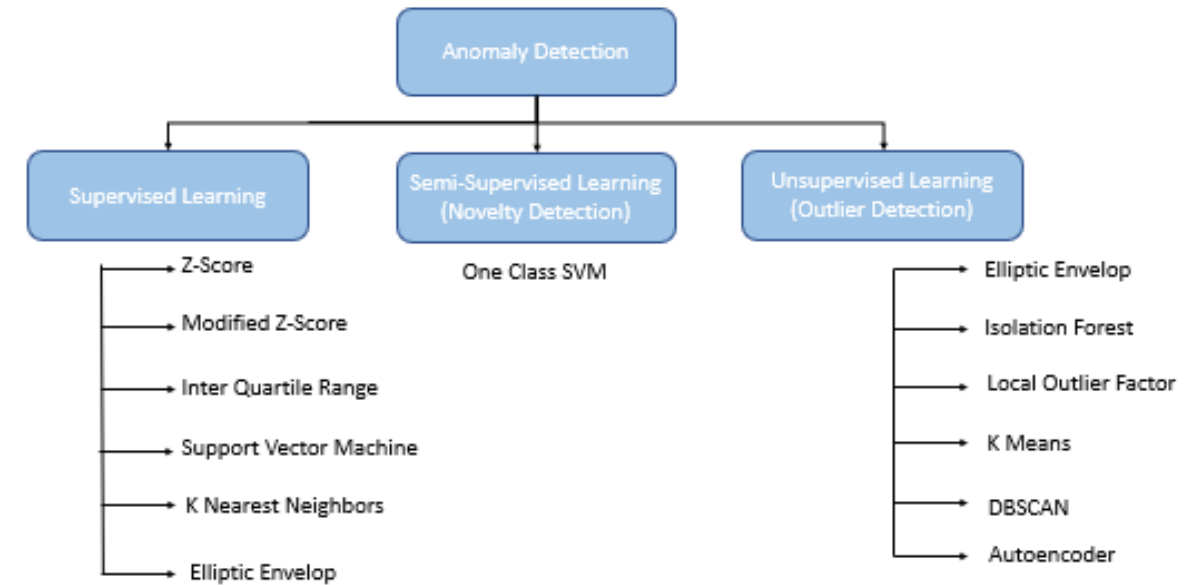 Anomaly Detection
Supervised Learning
Semi-Supervised Learning
(Novelty Detection)
Unsupervised Learning
(Outlier Detection)
Z-Score
Modified Z-Score
Inter Quartile Range
Support Vector Machine
K Nearest Neighbors
Elliptic Envelop
One Class SVM
Elliptic Envelop
Isolation Forest
Local Outlier Factor
K Means
DBSCAN
Autoencoder